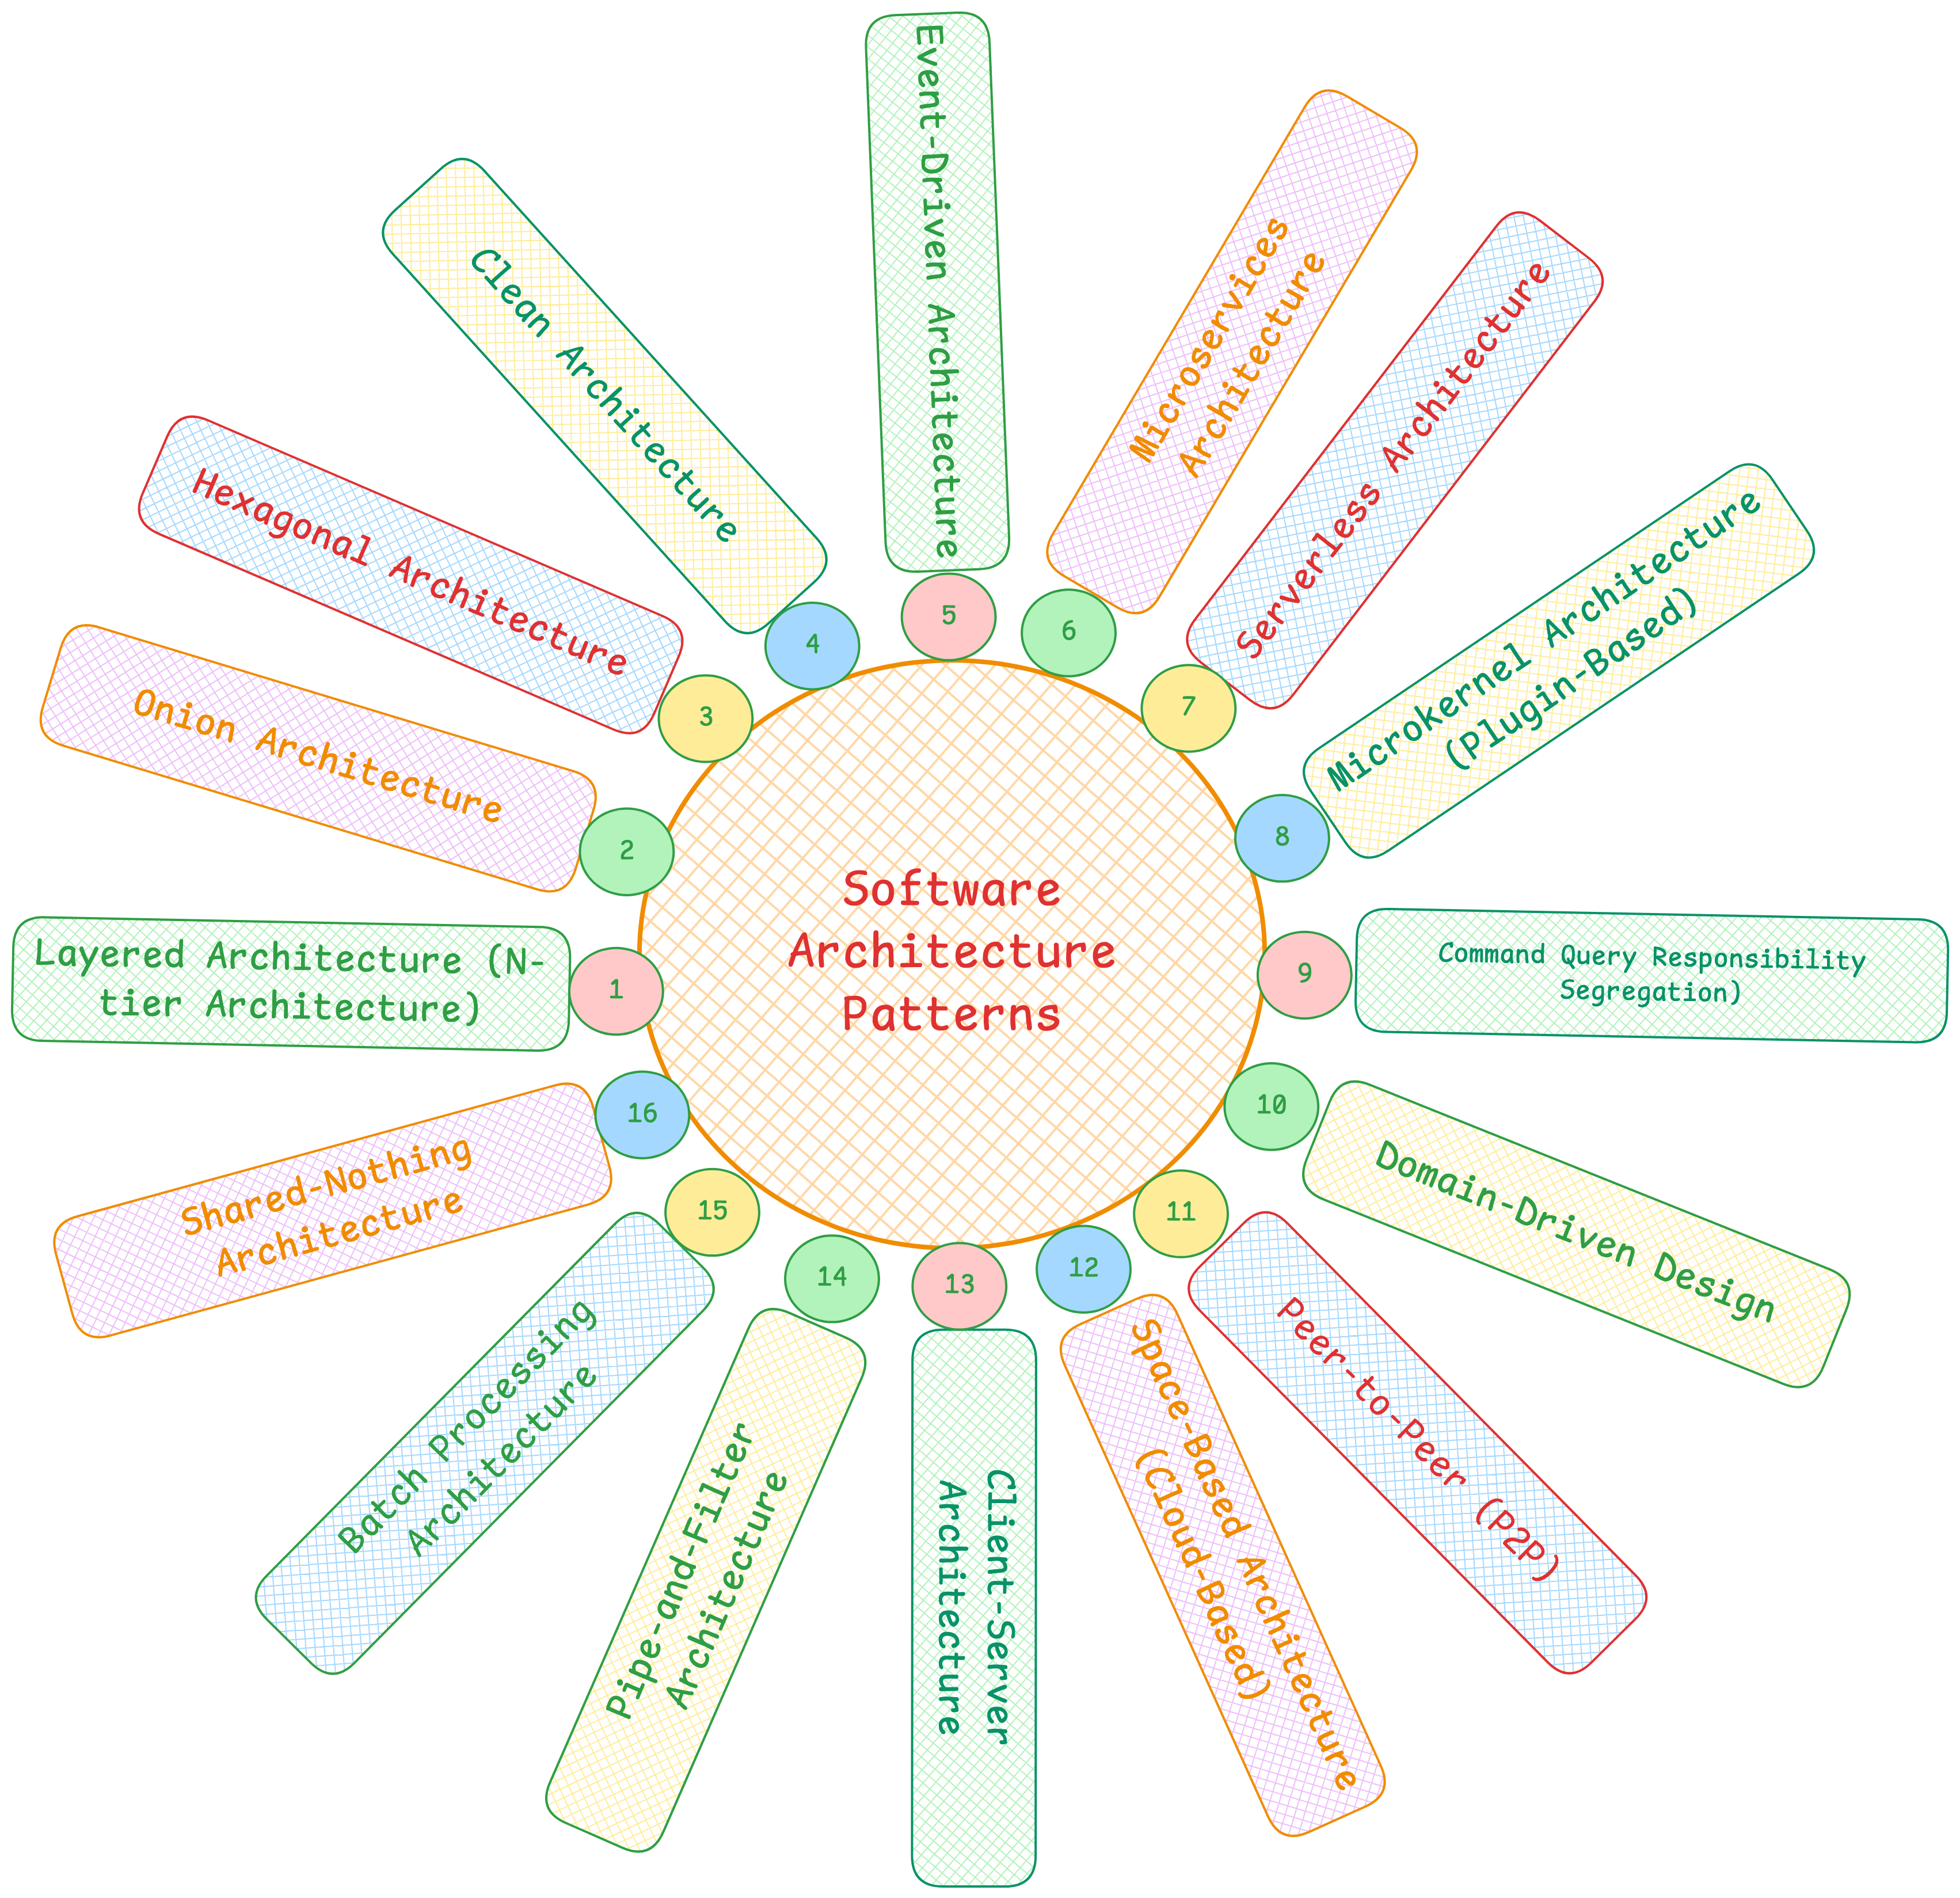 Software
Architecture
Patterns
1
Layered Architecture (N-
tier Architecture)
2
Onion Architecture
3
Hexagonal Architecture
4
Clean Architecture
5
Event-Driven Architecture
6
Microservices
Architecture
7
Serverless Architecture
8
Microkernel Architecture
(Plugin-Based)
9
Command Query Responsibility
Segregation)
10
Domain-Driven Design
11
Peer-to-Peer (P2P)
12
Space-Based Architecture
(Cloud-Based)
13
Client-Server
Architecture
14
Pipe-and-Filter
Architecture
15
Batch Processing
Architecture
16
Shared-Nothing
Architecture